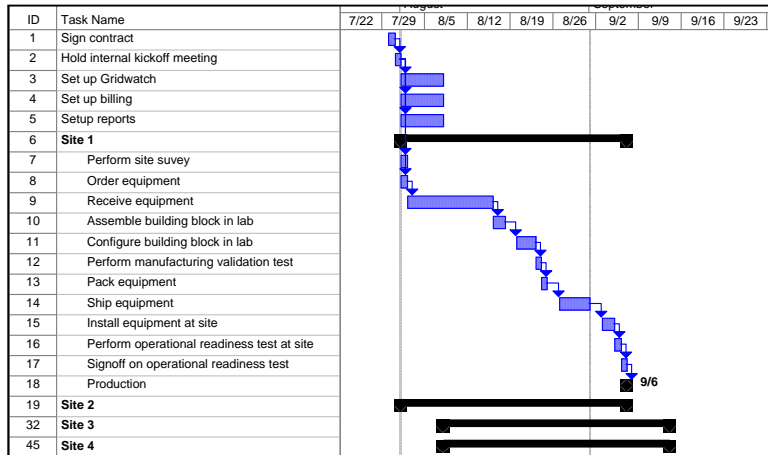 August September
ID Task Name 7/22 7/29 8/5 8/12 8/19 8/26 9/2 9/9 9/16 9/23
1 Sign contract
2 Hold internal kickoff meeting
3 Set up Gridwatch
4 Set up billing
5 Setup reports
6 Site 1
7 Perform site suvey
8 Order equipment
9 Receive equipment
10 Assemble building block in lab
11 Configure building block in lab
12 Perform manufacturing validation test
13 Pack equipment
14 Ship equipment
15 Install equipment at site
16 Perform operational readiness test at site
17 Signoff on operational readiness test
18 Production 9/6
19 Site 2
32 Site 3
45 Site 4